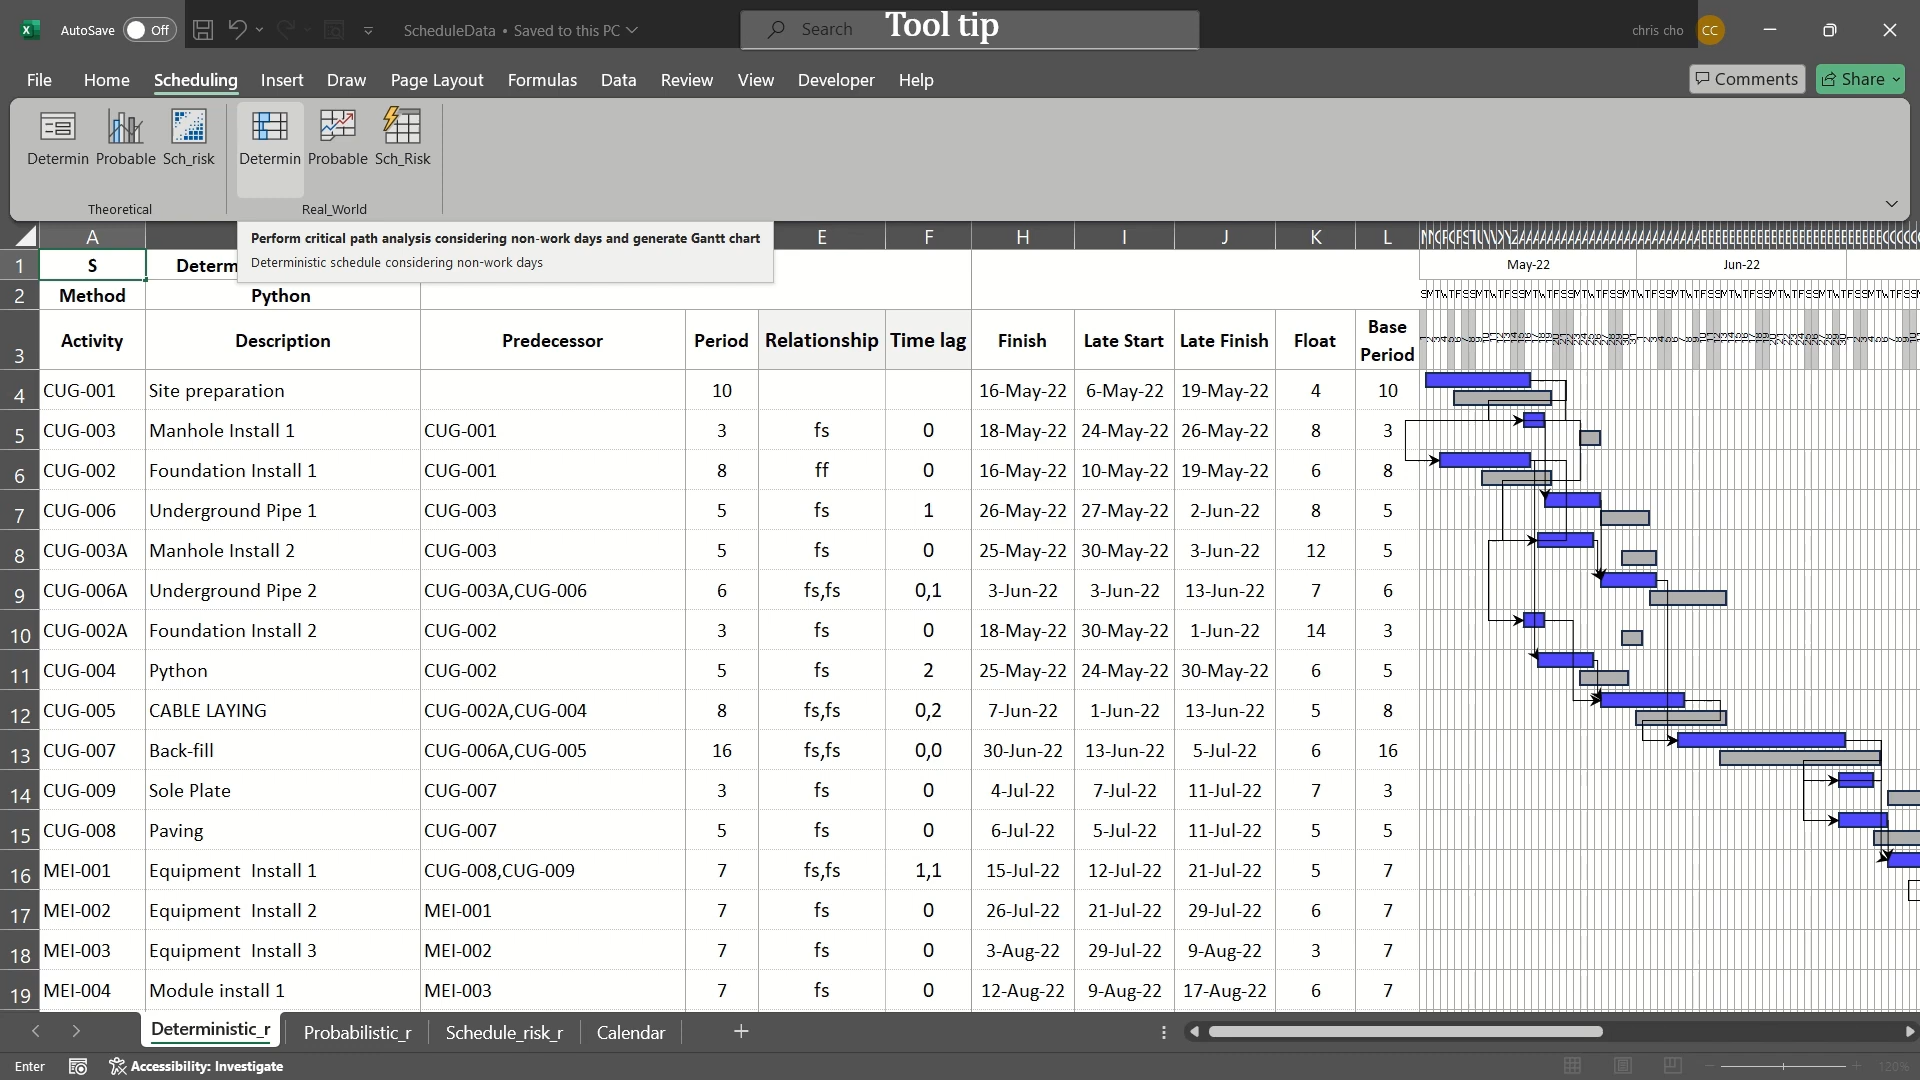 AutoSave Off ScheduleData • Saved to this PC Search Tool tip chris cho CC
File Home Scheduling Insert Draw Page Layout Formulas Data Review View Developer Help Comments Share
Determin Probable Sch_risk Determin Probable Sch_Risk
Theoretical Real_World
Perform critical path analysis considering non-work days and generate Gantt chart
Deterministic schedule considering non-work days
A E F H I J K L
1 S Determ May-22 Jun-22
2 Method Python
3 Activity Description Predecessor Period Relationship Time lag Finish Late Start Late Finish Float Base Period
4 CUG-001 Site preparation 10 16-May-22 6-May-22 19-May-22 4 10
5 CUG-003 Manhole Install 1 CUG-001 3 fs 0 18-May-22 24-May-22 26-May-22 8 3
6 CUG-002 Foundation Install 1 CUG-001 8 ff 0 16-May-22 10-May-22 19-May-22 6 8
7 CUG-006 Underground Pipe 1 CUG-003 5 fs 1 26-May-22 27-May-22 2-Jun-22 8 5
8 CUG-003A Manhole Install 2 CUG-003 5 fs 0 25-May-22 30-May-22 3-Jun-22 12 5
9 CUG-006A Underground Pipe 2 CUG-003A,CUG-006 6 fs,fs 0,1 3-Jun-22 3-Jun-22 13-Jun-22 7 6
10 CUG-002A Foundation Install 2 CUG-002 3 fs 0 18-May-22 30-May-22 1-Jun-22 14 3
11 CUG-004 Python CUG-002 5 fs 2 25-May-22 24-May-22 30-May-22 6 5
12 CUG-005 CABLE LAYING CUG-002A,CUG-004 8 fs,fs 0,2 7-Jun-22 1-Jun-22 13-Jun-22 5 8
13 CUG-007 Back-fill CUG-006A,CUG-005 16 fs,fs 0,0 30-Jun-22 13-Jun-22 5-Jul-22 6 16
14 CUG-009 Sole Plate CUG-007 3 fs 0 4-Jul-22 7-Jul-22 11-Jul-22 7 3
15 CUG-008 Paving CUG-007 5 fs 0 6-Jul-22 5-Jul-22 11-Jul-22 5 5
16 MEI-001 Equipment Install 1 CUG-008,CUG-009 7 fs,fs 1,1 15-Jul-22 12-Jul-22 21-Jul-22 5 7
17 MEI-002 Equipment Install 2 MEI-001 7 fs 0 26-Jul-22 21-Jul-22 29-Jul-22 6 7
18 MEI-003 Equipment Install 3 MEI-002 7 fs 0 3-Aug-22 29-Jul-22 9-Aug-22 3 7
19 MEI-004 Module install 1 MEI-003 7 fs 0 12-Aug-22 9-Aug-22 17-Aug-22 6 7
Deterministic_r Probabilistic_r Schedule_risk_r Calendar
Enter Accessibility: Investigate 120%